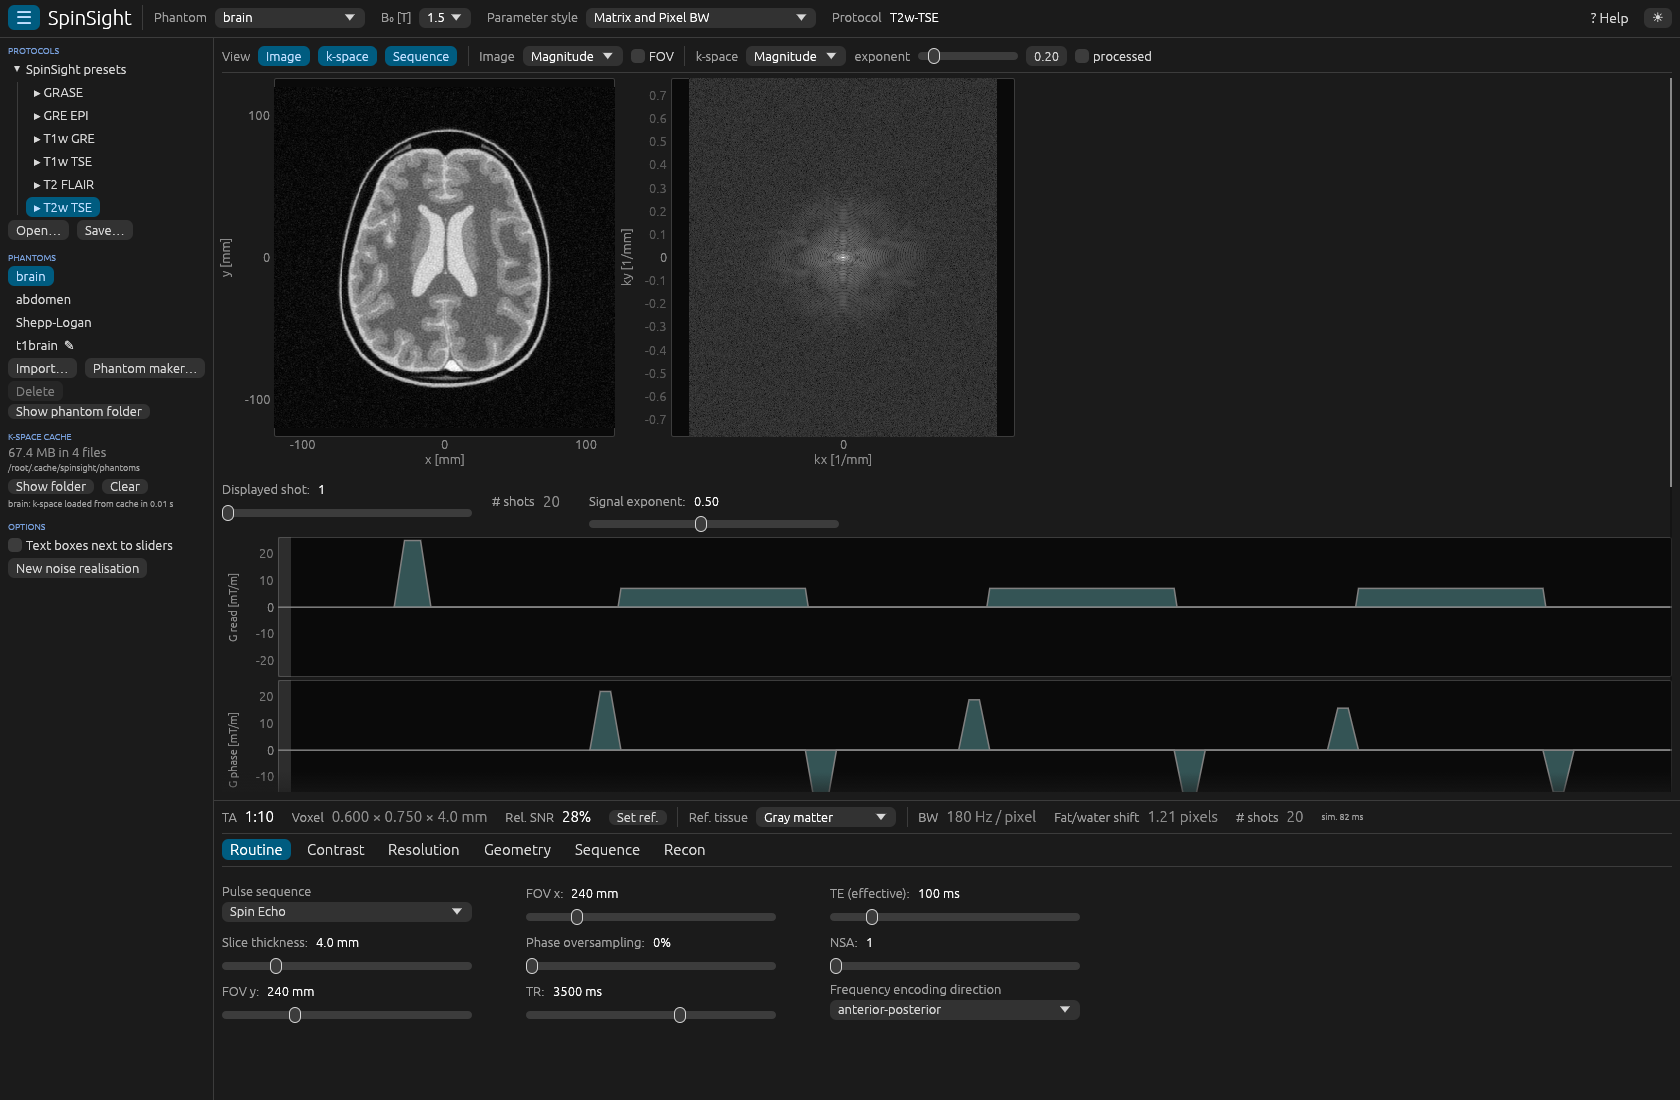 ☰ SpinSight Phantom brain B₀ [T] 1.5 Parameter style Matrix and Pixel BW Protocol T2w-TSE ? Help
PROTOCOLS
SpinSight presets
GRASE
GRE EPI
T1w GRE
T1w TSE
T2 FLAIR
T2w TSE
Open... Save...
PHANTOMS
brain
abdomen
Shepp-Logan
t1brain ✎
Import... Phantom maker...
Delete
Show phantom folder
K-SPACE CACHE
67.4 MB in 4 files
/root/.cache/spinsight/phantoms
Show folder Clear
brain: k-space loaded from cache in 0.01 s
OPTIONS
Text boxes next to sliders
New noise realisation
View Image k-space Sequence Image Magnitude FOV k-space Magnitude exponent 0.20 processed
100
0
-100
y [mm]
-100 0 100
x [mm]
0.7
0.6
0.5
0.4
0.3
0.2
0.1
0
-0.1
-0.2
-0.3
-0.4
-0.5
-0.6
-0.7
ky [1/mm]
0
kx [1/mm]
Displayed shot: 1
# shots 20
Signal exponent: 0.50
20
10
0
-10
-20
G read [mT/m]
20
10
0
-10
G phase [mT/m]
TA 1:10 Voxel 0.600 × 0.750 × 4.0 mm Rel. SNR 28% Set ref. Ref. tissue Gray matter BW 180 Hz / pixel Fat/water shift 1.21 pixels # shots 20 sim. 82 ms
Routine Contrast Resolution Geometry Sequence Recon
Pulse sequence
Spin Echo
Slice thickness: 4.0 mm
FOV y: 240 mm
FOV x: 240 mm
Phase oversampling: 0%
TR: 3500 ms
TE (effective): 100 ms
NSA: 1
Frequency encoding direction
anterior-posterior